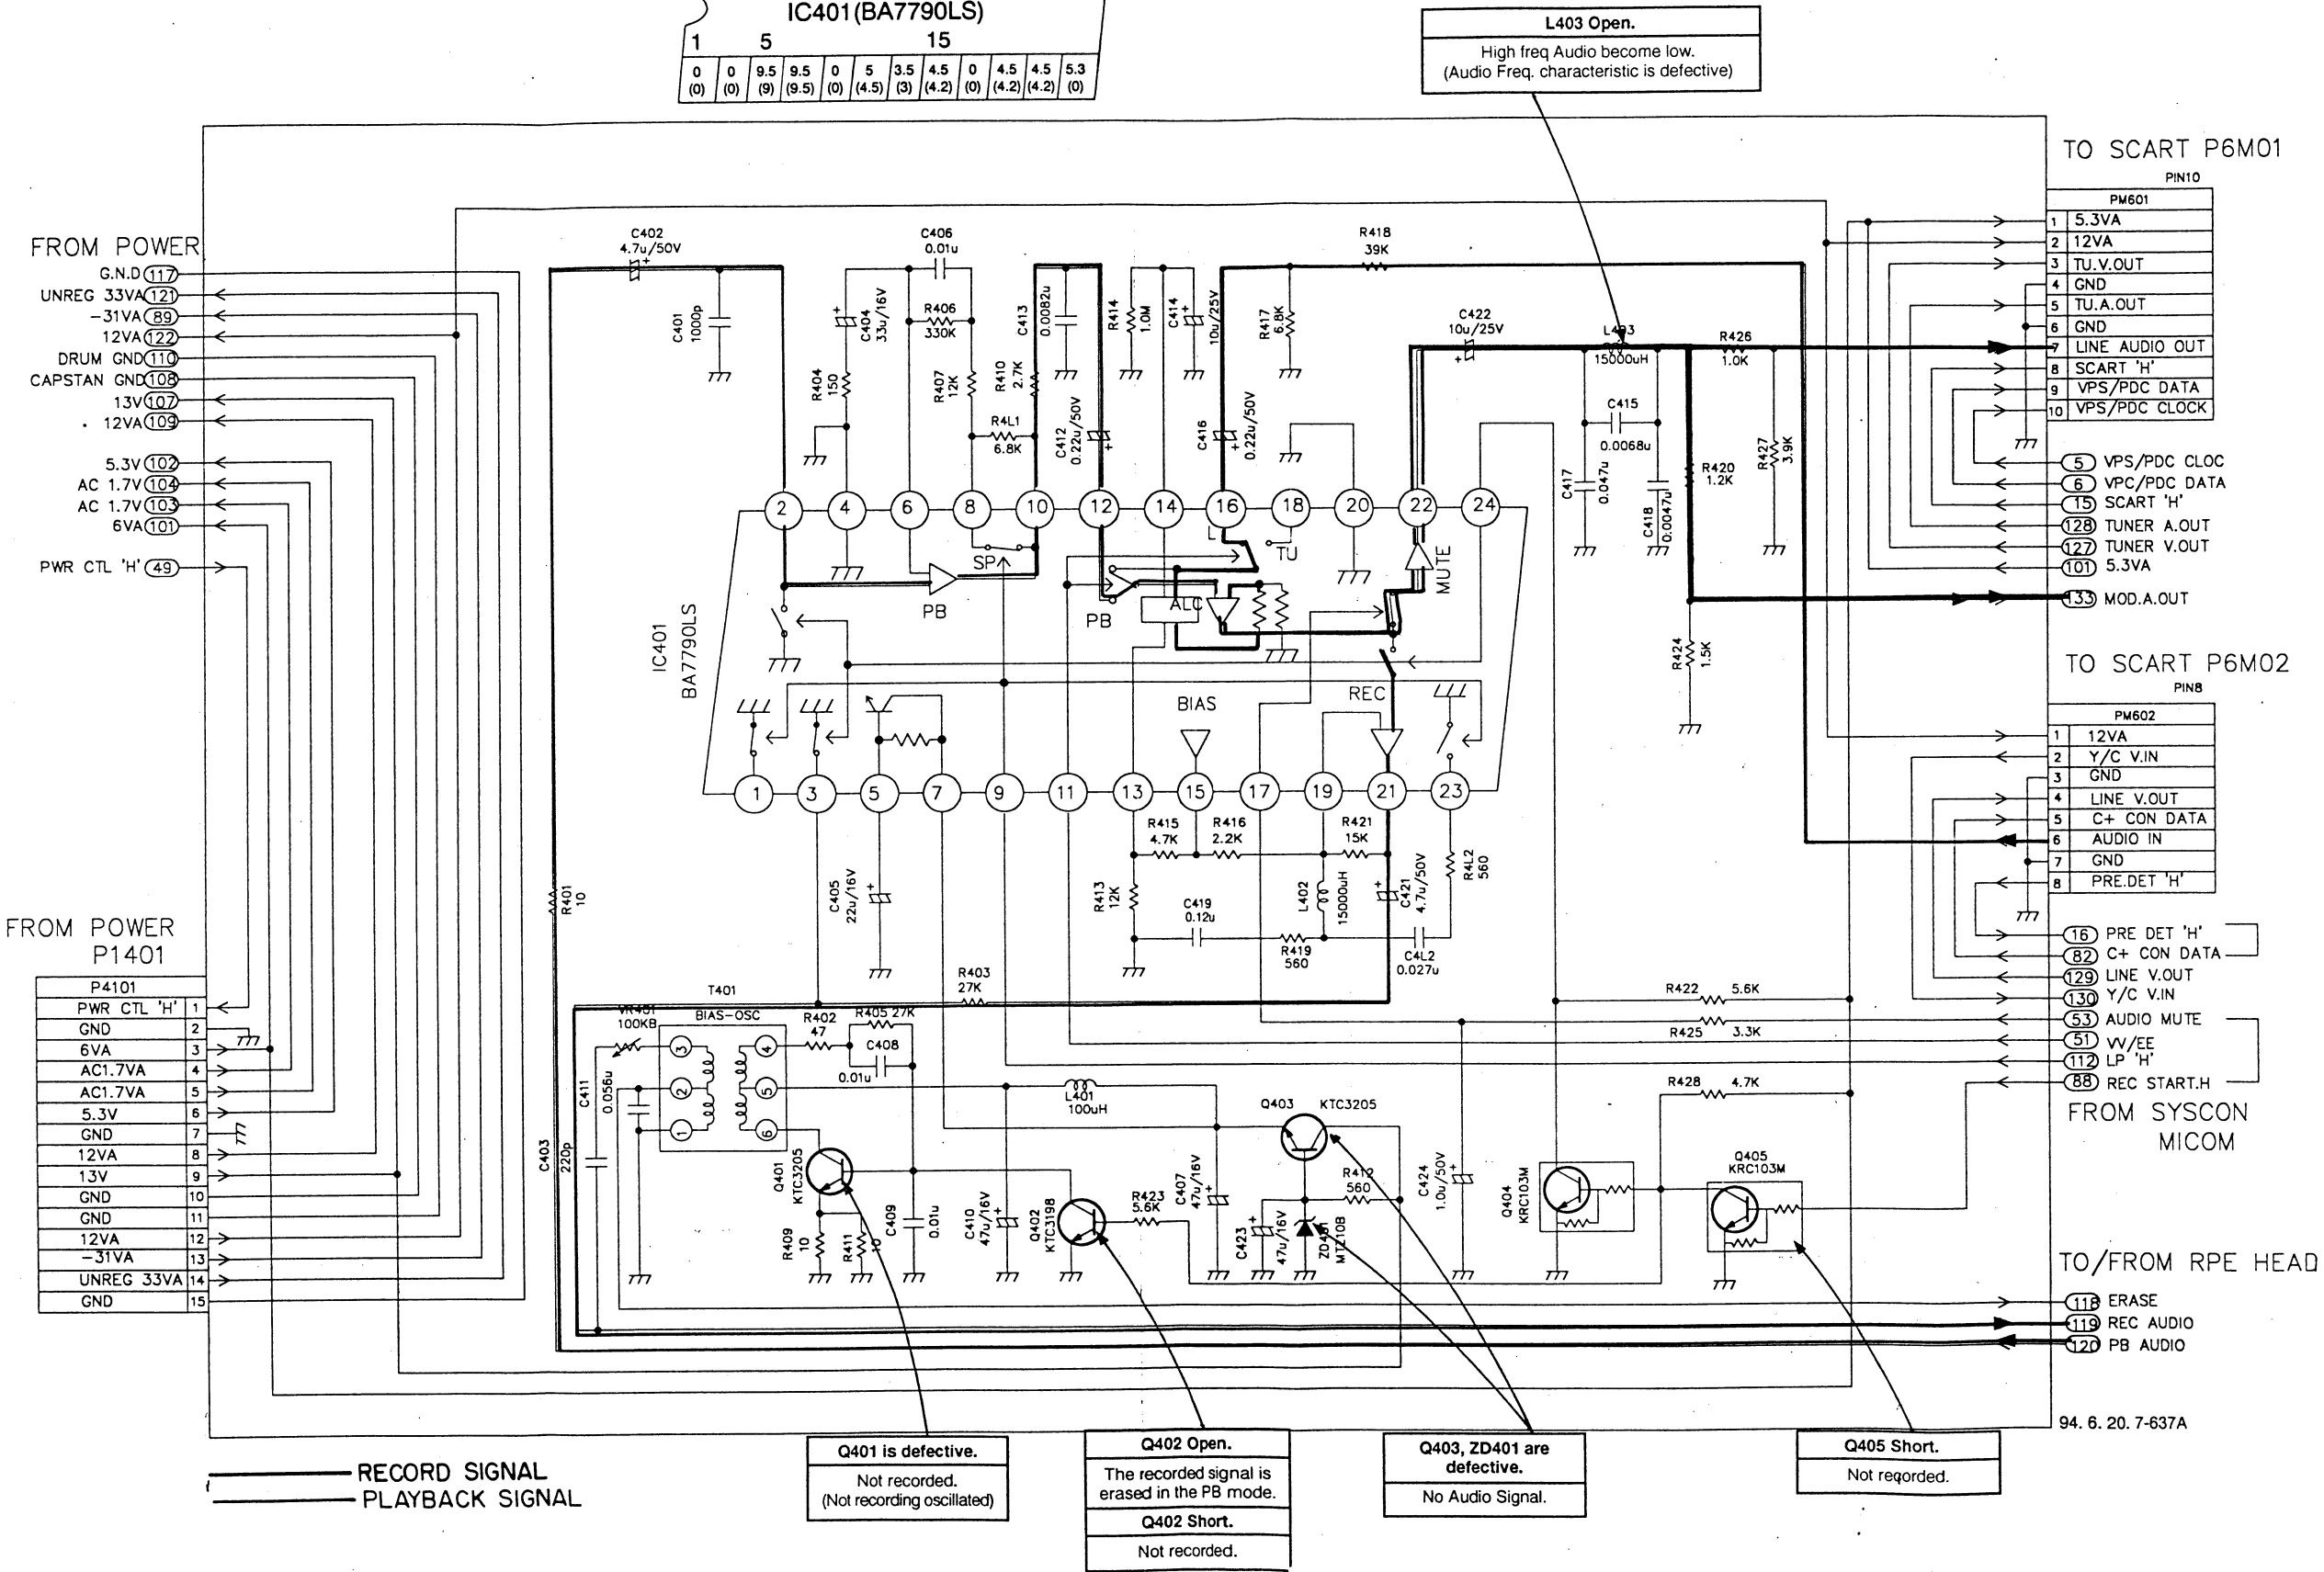 IC401(BA7790LS)
1 5 15
0 0 9.5 9.5 0 5 3.5 4.5 0 4.5 4.5 5.3
(0) (0) (9) (9.5) (0) (4.5) (3) (4.2) (0) (4.2) (4.2) (0)
L403 Open.
High freq Audio become low.
(Audio Freq. characteristic is defective)
FROM POWER
G.N.D 117
UNREG 33VA 121
-31VA 89
12VA 122
DRUM GND 110
CAPSTAN GND 108
13V 107
12VA 109
5.3V 102
AC 1.7V 104
AC 1.7V 103
6VA 101
PWR CTL 'H' 49
FROM POWER
P1401
P4101
PWR CTL 'H' 1
GND 2
6VA 3
AC1.7VA 4
AC1.7VA 5
5.3V 6
GND 7
12VA 8
13V 9
GND 10
GND 11
12VA 12
-31VA 13
UNREG 33VA 14
GND 15
C402
4.7u/50V
C401
1000p
C404
33u/16V
R404
150
C406
0.01u
R406
330K
R407
12K
R410
2.7K
R4L1
6.8K
C413
0.0082u
C412
0.22u/50V
R414
1.0M
C414
10u/25V
C416
0.22u/50V
R417
6.8K
R418
39K
C422
10u/25V
L403
15000uH
C415
0.0068u
C417
0.047u
C418
0.0047u
R426
1.0K
R420
1.2K
R427
3.9K
R424
1.5K
2 4 6 8 10 12 14 16 18 20 22 24
IC401
BA7790LS
SP
PB
PB
ALC
L
TU
MUTE
BIAS
REC
1 3 5 7 9 11 13 15 17 19 21 23
C405
22u/16V
R415
4.7K
R416
2.2K
R421
15K
R413
12K
C419
0.12u
R419
560
L402
15000uH
C421
4.7u/50V
R4L2
560
C4L2
0.027u
R401
10
R403
27K
T401
BIAS-OSC
3 4
2 5
1 6
VR401
100KB
R402
47
R405 27K
C408
0.01u
C411
0.056u
C403
220p
L401
100uH
Q401
KTC3205
R409
10
R411
10
C409
0.01u
C410
47u/16V
Q402
KTC3198
R423
5.6K
C407
47u/16V
Q403 KTC3205
R412
560
C423
47u/16V
ZD401
MTZ10B
C424
1.0u/50V
R422 5.6K
R425 3.3K
R428 4.7K
Q404
KRC103M
Q405
KRC103M
TO SCART P6M01
PIN10
PM601
1 5.3VA
2 12VA
3 TU.V.OUT
4 GND
5 TU.A.OUT
6 GND
7 LINE AUDIO OUT
8 SCART 'H'
9 VPS/PDC DATA
10 VPS/PDC CLOCK
5 VPS/PDC CLOC
6 VPC/PDC DATA
15 SCART 'H'
128 TUNER A.OUT
127 TUNER V.OUT
101 5.3VA
133 MOD.A.OUT
TO SCART P6M02
PIN8
PM602
1 12VA
2 Y/C V.IN
3 GND
4 LINE V.OUT
5 C+ CON DATA
6 AUDIO IN
7 GND
8 PRE.DET 'H'
16 PRE DET 'H'
82 C+ CON DATA
129 LINE V.OUT
130 Y/C V.IN
53 AUDIO MUTE
51 VV/EE
112 LP 'H'
88 REC START.H
FROM SYSCON
MICOM
TO/FROM RPE HEAD
118 ERASE
119 REC AUDIO
120 PB AUDIO
94. 6. 20. 7-637A
RECORD SIGNAL
PLAYBACK SIGNAL
Q401 is defective.
Not recorded.
(Not recording oscillated)
Q402 Open.
The recorded signal is
erased in the PB mode.
Q402 Short.
Not recorded.
Q403, ZD401 are
defective.
No Audio Signal.
Q405 Short.
Not recorded.